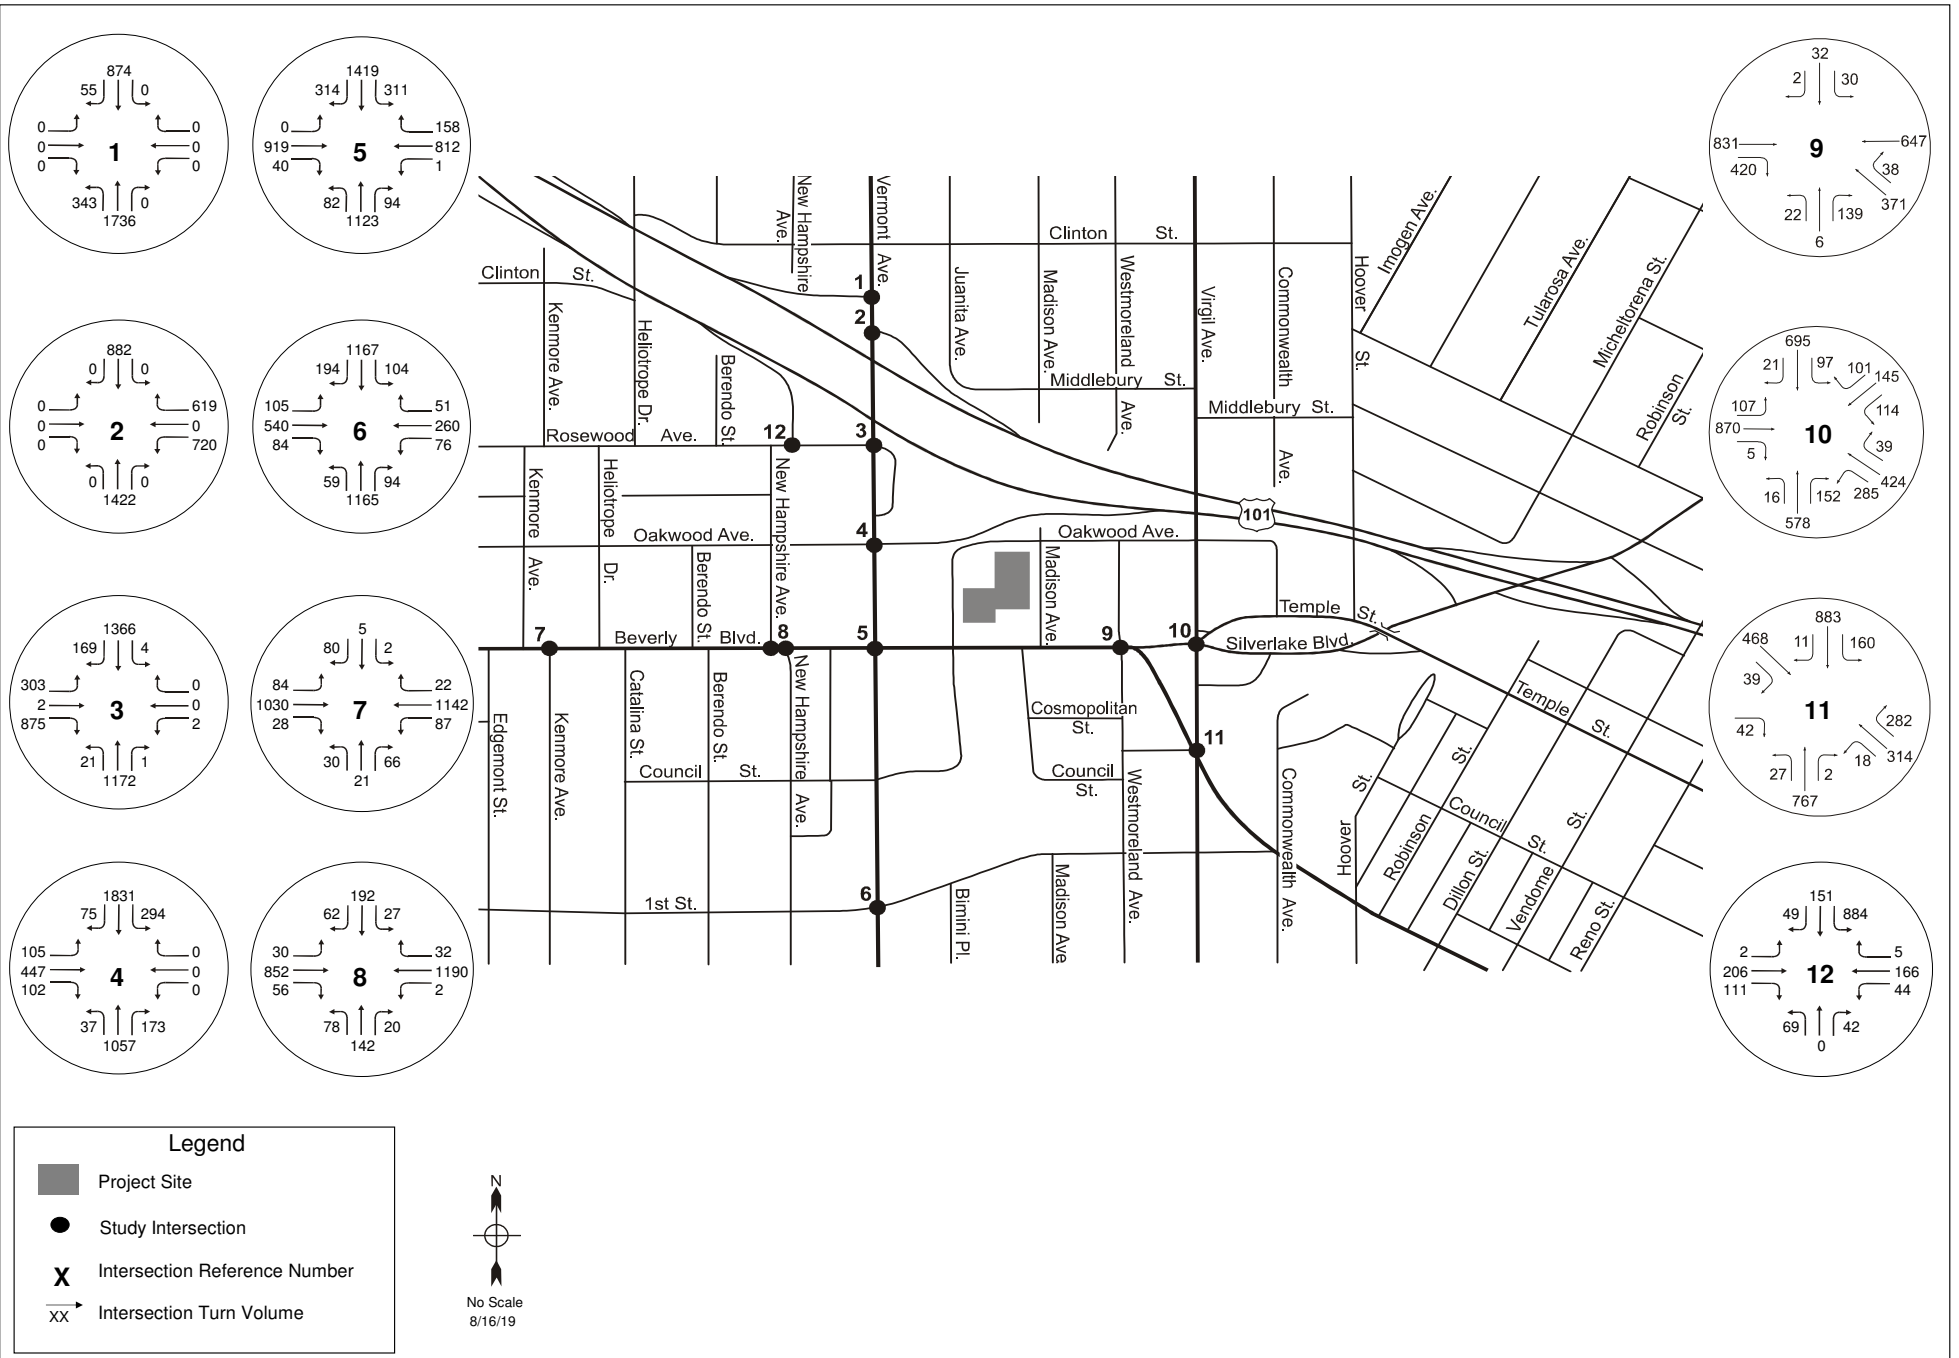 874
55
0
0
0
0
1
0
0
0
343
0
1736
1419
314
311
0
919
40
5
158
812
1
82
94
1123
882
0
0
0
0
0
2
619
0
720
0
0
1422
1167
194
104
105
540
84
6
51
260
76
59
94
1165
1366
169
4
303
2
875
3
0
0
2
21
1
1172
5
80
2
84
1030
28
7
22
1142
87
30
66
21
1831
75
294
105
447
102
4
0
0
0
37
173
1057
192
62
27
30
852
56
8
32
1190
2
78
20
142
New Hampshire
Ave.
Vermont Ave.
Clinton St.
Clinton St.
Kenmore Ave.
Heliotrope Dr.
Berendo St.
Juanita Ave.
Madison Ave.
Westmoreland Ave.
Virgil Ave.
Commonwealth Ave.
Hoover St.
Imogen Ave.
Tularosa Ave.
Micheltorena St.
Robinson St.
Middlebury St.
Middlebury St.
Rosewood Ave.
1
2
12
3
4
101
Kenmore Ave.
Heliotrope Dr.
Oakwood Ave.
Oakwood Ave.
Berendo St.
New Hampshire Ave.
Madison Ave.
Temple St.
Silverlake Blvd.
Beverly Blvd.
7
8
5
9
10
11
Edgemont St.
Kenmore Ave.
Catalina St.
Berendo St.
New Hampshire Ave.
Cosmopolitan
St.
Council St.
Council
St.
Westmoreland Ave.
Commonwealth Ave.
Hoover St.
Robinson St.
Temple St.
Council St.
Dillon St.
Vendome St.
Reno St.
1st St.
6
Bimini Pl.
Madison Ave
32
2
30
831
420
9
647
38
371
22
139
6
695
21
97
101
145
107
870
5
10
114
39
424
285
16
152
578
883
468
11
160
39
42
11
282
314
18
27
2
767
151
49
884
2
206
111
12
5
166
44
69
42
0
Legend
Project Site
Study Intersection
X Intersection Reference Number
XX Intersection Turn Volume
N
No Scale
8/16/19